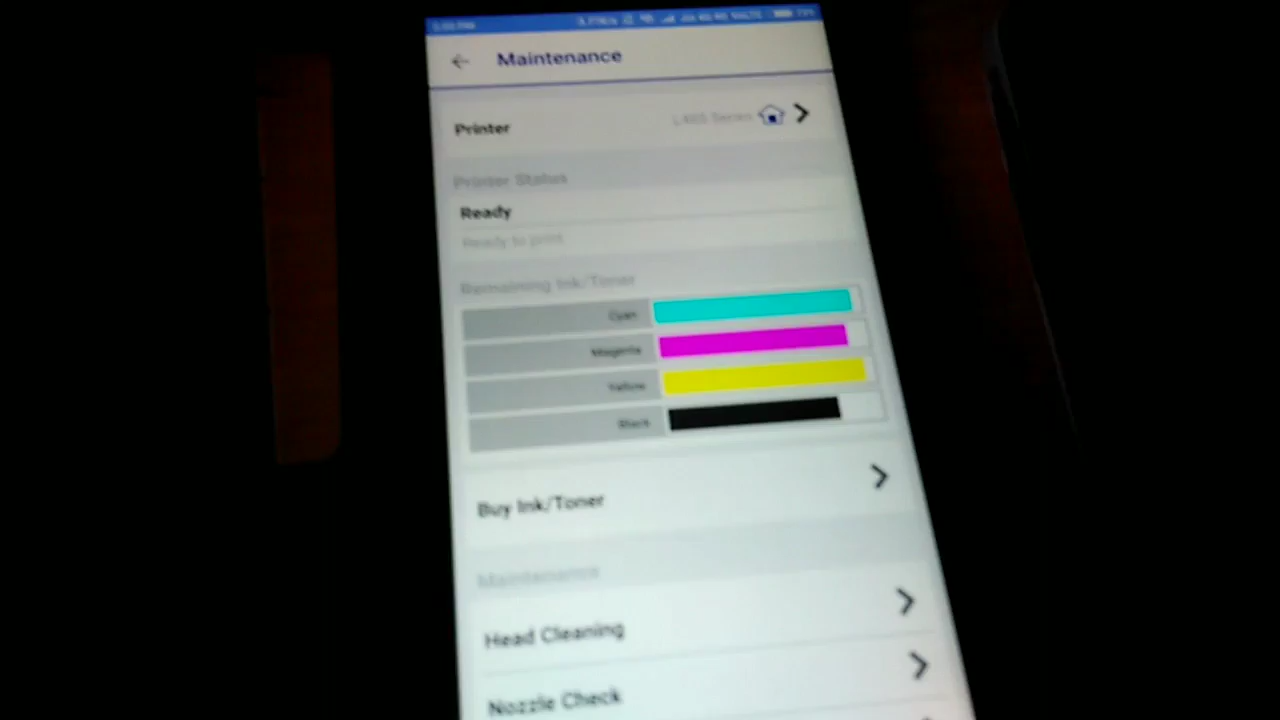 Maintenance
Printer
Series
Printer Status
Ready
Ready to print
Remaining Ink/Toner
Cyan
Magenta
Yellow
Black
Buy Ink/Toner
Maintenance
Head Cleaning
Nozzle Check